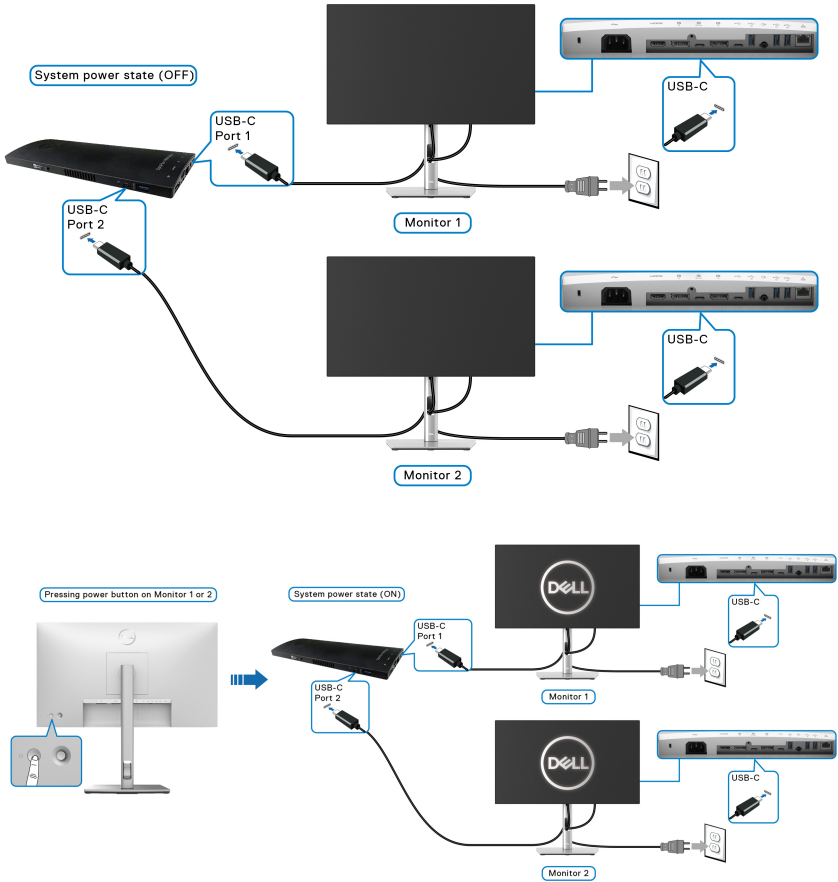 System power state (OFF)
USB-C
Port 1
USB-C
USB-C
Port 2
Monitor 1
USB-C
Monitor 2
Pressing power button on Monitor 1 or 2
System power state (ON)
DELL
USB-C
Port 1
USB-C
USB-C
Port 2
Monitor 1
DELL
USB-C
Monitor 2